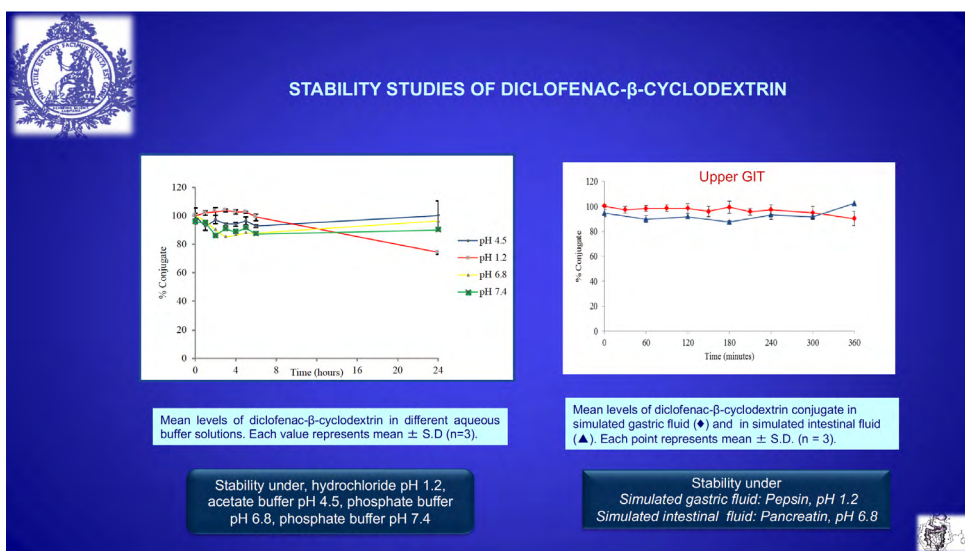 STABILITY STUDIES OF DICLOFENAC-β-CYCLODEXTRIN
120
100
80
60
40
20
0
% Conjugate
0 4 8 12 16 20 24
Time (hours)
pH 4.5
pH 1.2
pH 6.8
pH 7.4
Upper GIT
120
100
80
60
40
20
0
% Conjugate
0 60 120 180 240 300 360
Time (minutes)
Mean levels of diclofenac-β-cyclodextrin in different aqueous
buffer solutions. Each value represents mean ± S.D (n=3).
Mean levels of diclofenac-β-cyclodextrin conjugate in
simulated gastric fluid (♦) and in simulated intestinal fluid
(▲). Each point represents mean ± S.D. (n = 3).
Stability under, hydrochloride pH 1.2,
acetate buffer pH 4.5, phosphate buffer
pH 6.8, phosphate buffer pH 7.4
Stability under
Simulated gastric fluid: Pepsin, pH 1.2
Simulated intestinal fluid: Pancreatin, pH 6.8